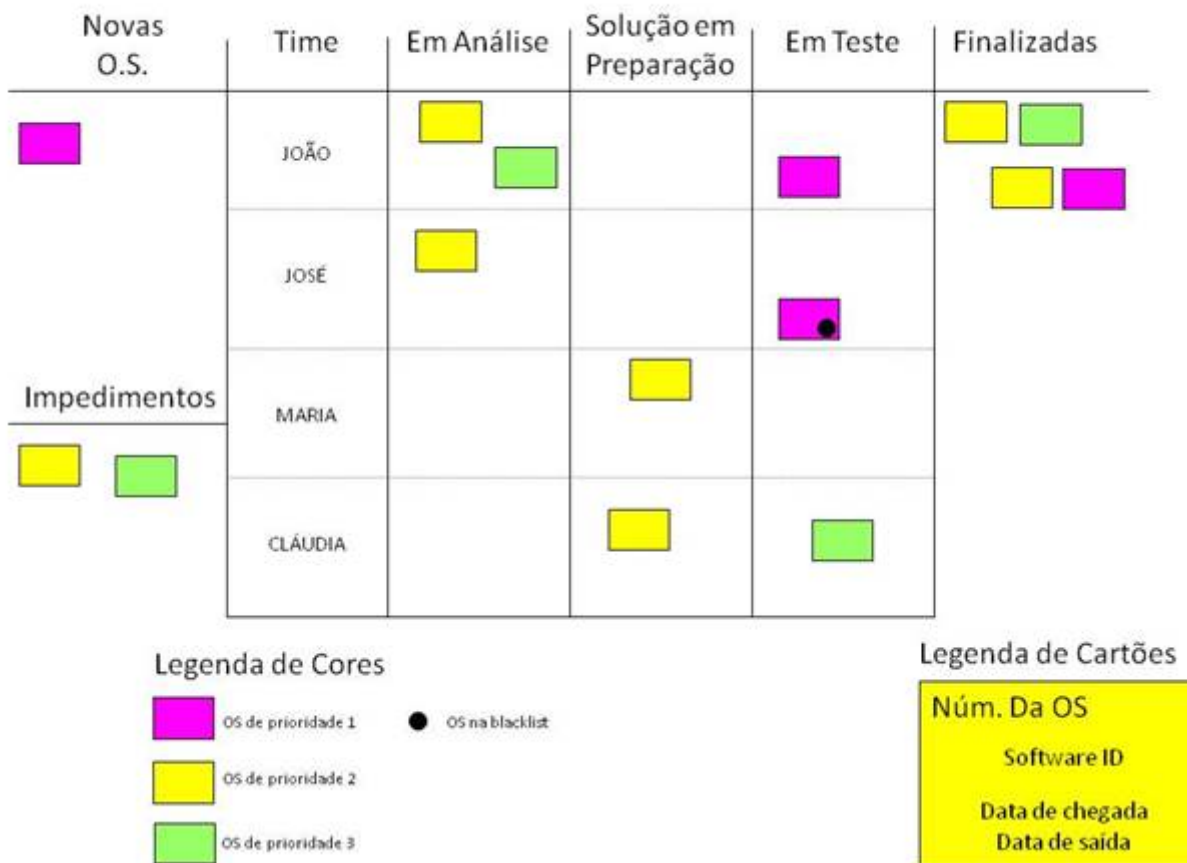 Novas
O.S.
Time
Em Análise
Solução em
Preparação
Em Teste
Finalizadas
JOÃO
JOSÉ
Impedimentos
MARIA
CLÁUDIA
Legenda de Cores
OS de prioridade 1
OS na blacklist
OS de prioridade 2
OS de prioridade 3
Legenda de Cartões
Núm. Da OS
Software ID
Data de chegada
Data de saída